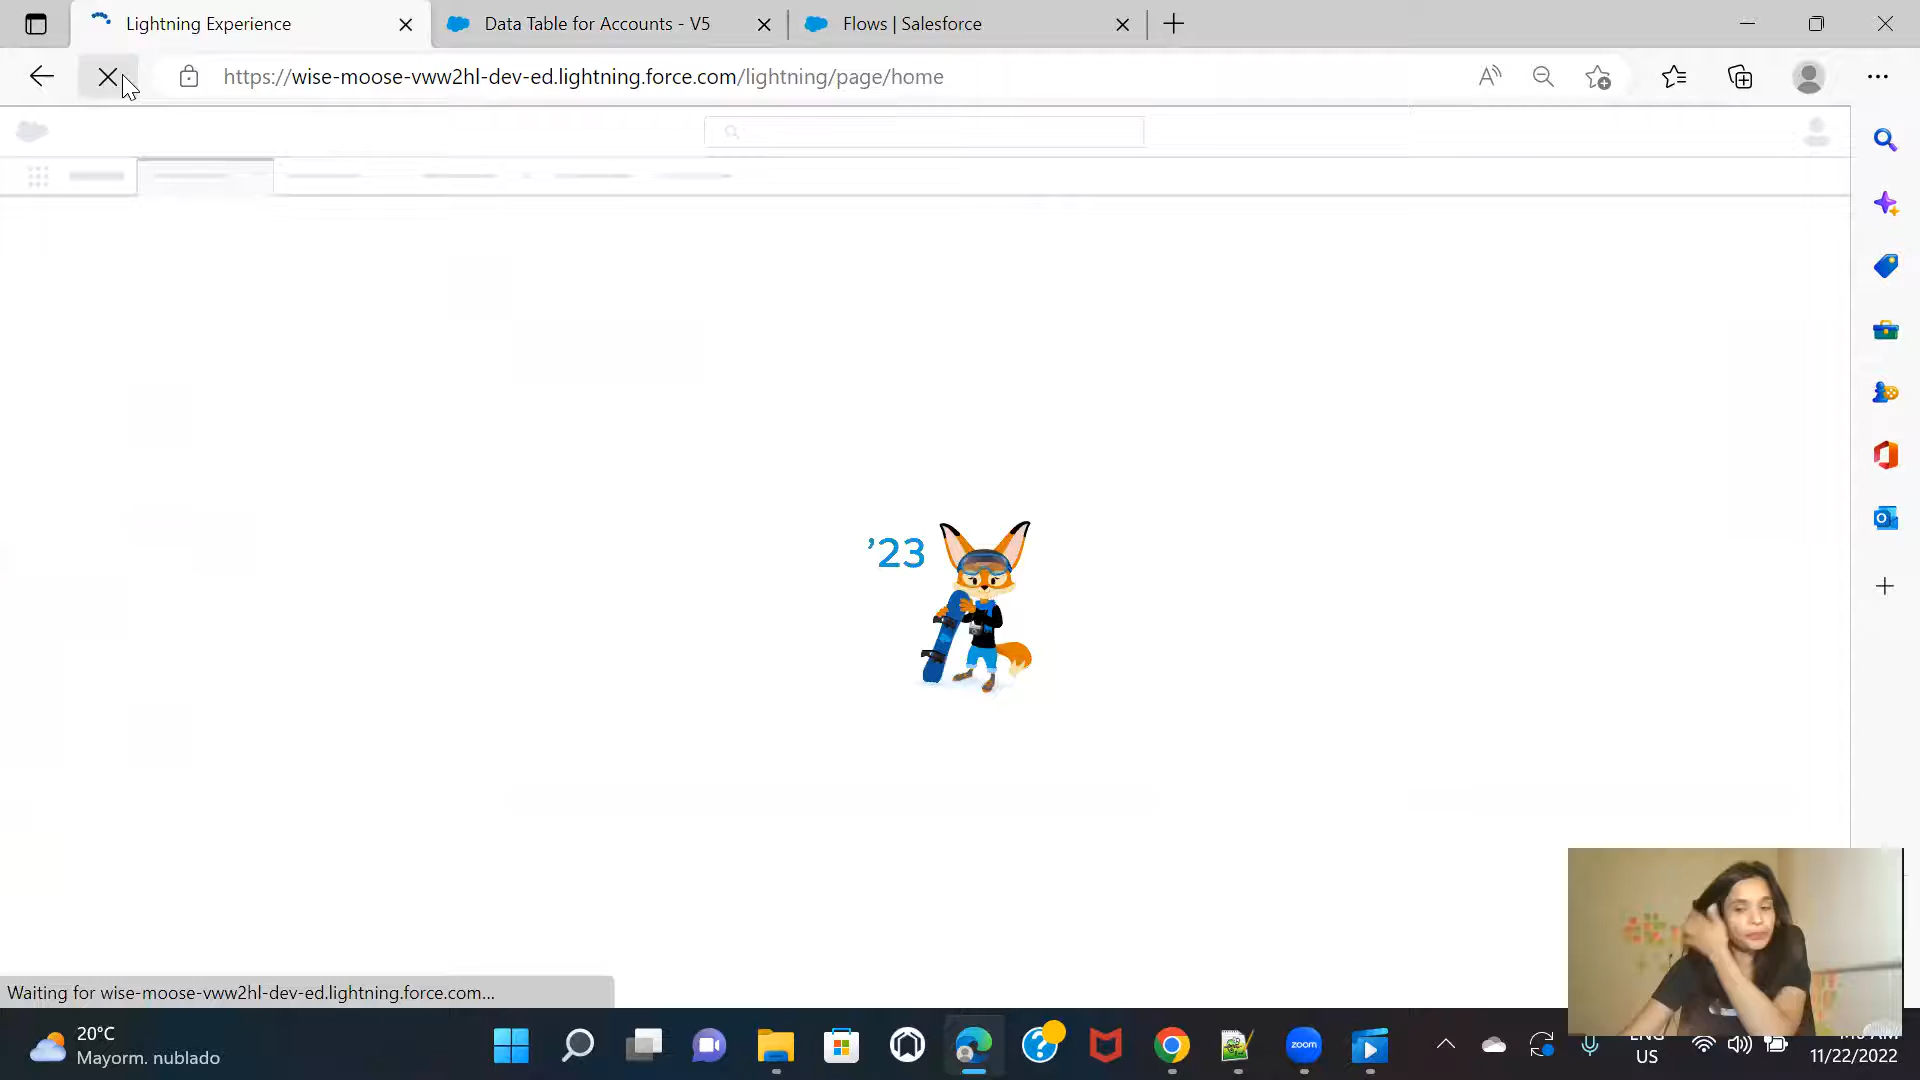 Lightning Experience
Data Table for Accounts - V5
Flows | Salesforce
https://wise-moose-vww2hl-dev-ed.lightning.force.com/lightning/page/home
’23
Waiting for wise-moose-vww2hl-dev-ed.lightning.force.com...
20°C
Mayorm. nublado
zoom
ENG
US
11/22/2022